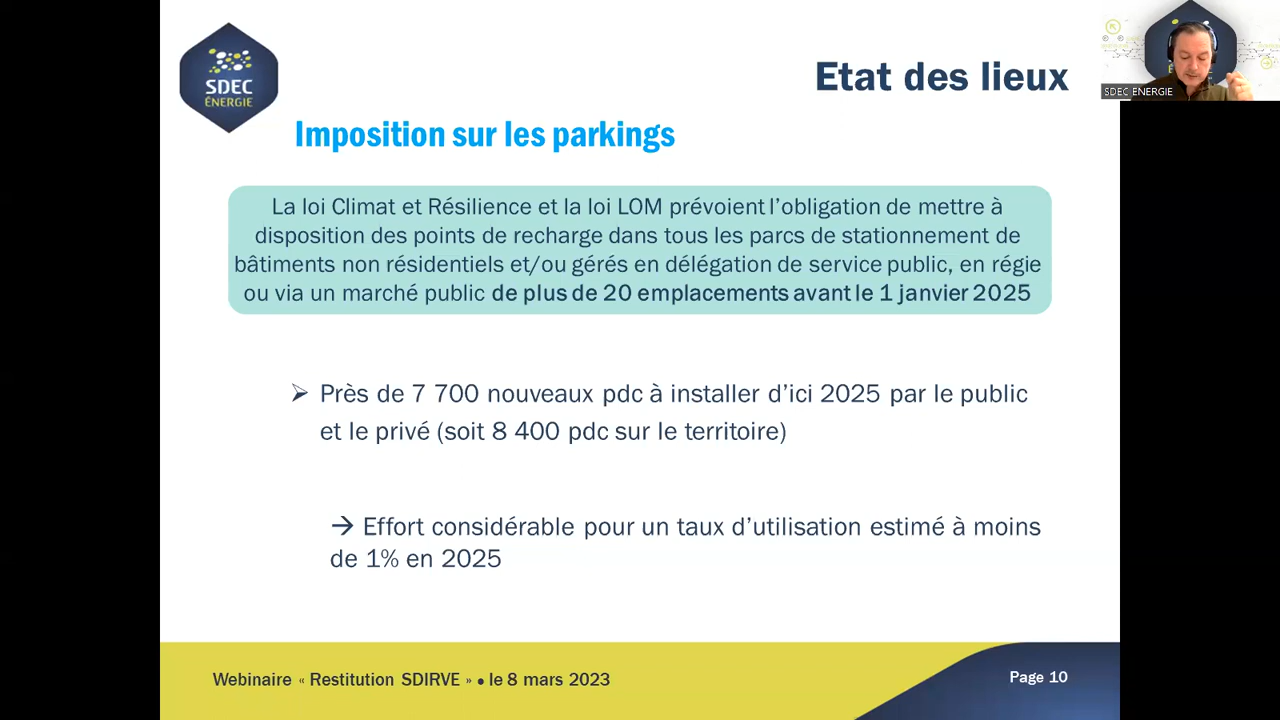 SDEC
ÉNERGIE
Etat des lieux
SDEC ENERGIE
Imposition sur les parkings
La loi Climat et Résilience et la loi LOM prévoient l’obligation de mettre à
disposition des points de recharge dans tous les parcs de stationnement de
bâtiments non résidentiels et/ou gérés en délégation de service public, en régie
ou via un marché public de plus de 20 emplacements avant le 1 janvier 2025
➢ Près de 7 700 nouveaux pdc à installer d’ici 2025 par le public
et le privé (soit 8 400 pdc sur le territoire)
→ Effort considérable pour un taux d’utilisation estimé à moins
de 1% en 2025
Webinaire « Restitution SDIRVE » • le 8 mars 2023
Page 10